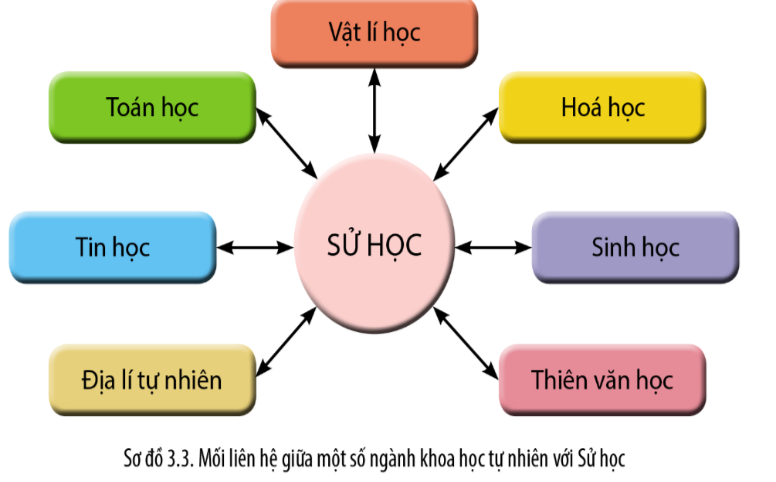 Vật lí học
Toán học
Hoá học
Tin học
SỬ HỌC
Sinh học
Địa lí tự nhiên
Thiên văn học
Sơ đồ 3.3. Mối liên hệ giữa một số ngành khoa học tự nhiên với Sử học